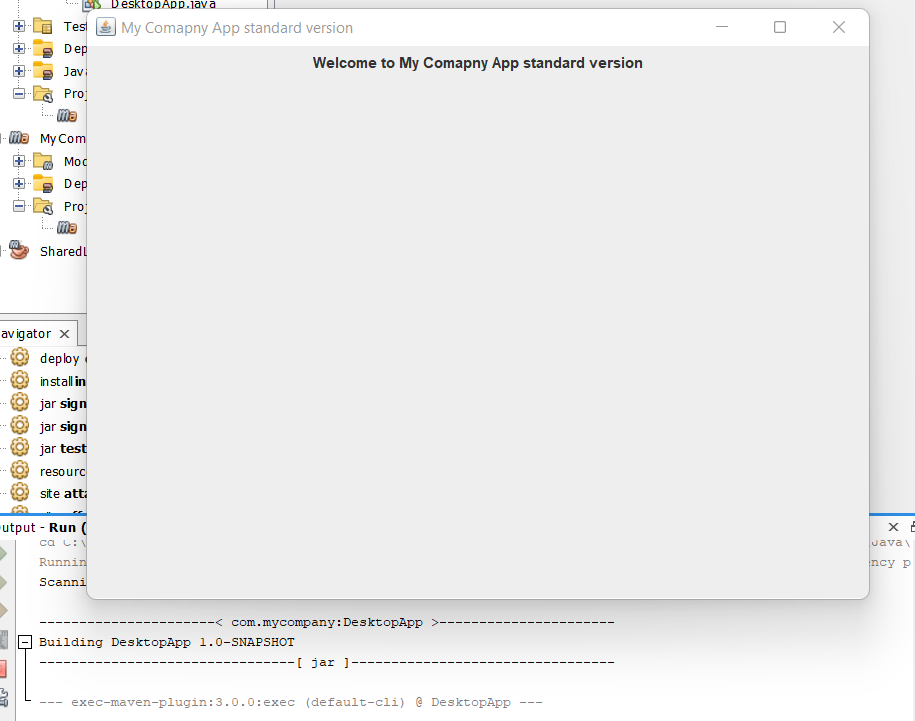 DesktopApp.java
My Comapny App standard version
Welcome to My Comapny App standard version
Test
Dep
Java
Proj
ma
MyCom
Mod
Dep
Proj
ma
SharedL
avigator
deploy
install in
jar sign
jar sign
jar test
resourc
site atta
utput - Run (
cd C:\ Java\
Runnin ncy p
Scanni
----------------------< com.mycompany:DesktopApp >----------------------
Building DesktopApp 1.0-SNAPSHOT
--------------------------------[ jar ]---------------------------------
--- exec-maven-plugin:3.0.0:exec (default-cli) @ DesktopApp ---